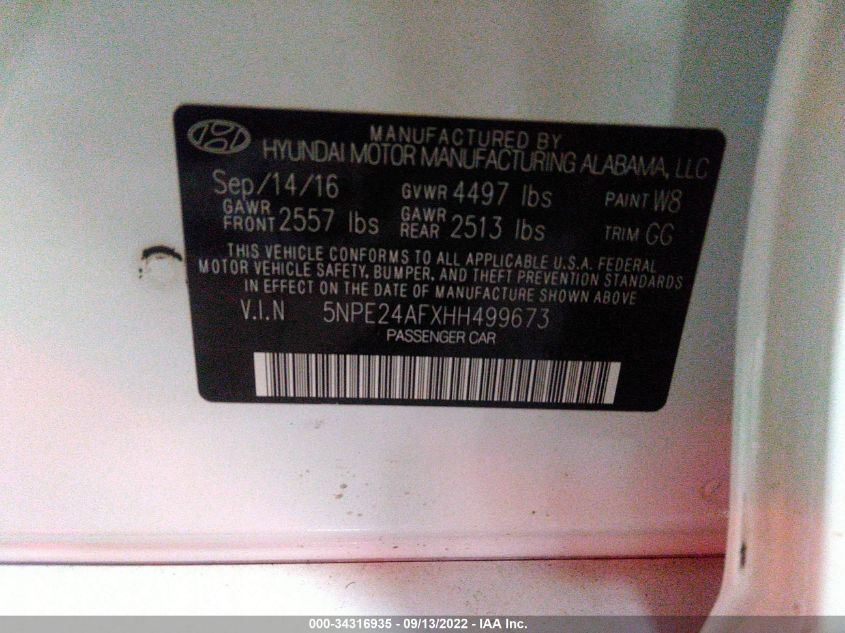 MANUFACTURED BY
HYUNDAI MOTOR MANUFACTURING ALABAMA, LLC
Sep/14/16 GVWR 4497 lbs PAINT W8
GAWR FRONT 2557 lbs GAWR REAR 2513 lbs TRIM GG
THIS VEHICLE CONFORMS TO ALL APPLICABLE U.S.A. FEDERAL
MOTOR VEHICLE SAFETY, BUMPER, AND THEFT PREVENTION STANDARDS
IN EFFECT ON THE DATE OF MANUFACTURE SHOWN ABOVE
V.I.N 5NPE24AFXHH499673
PASSENGER CAR
000-34316935 - 09/13/2022 - IAA Inc.